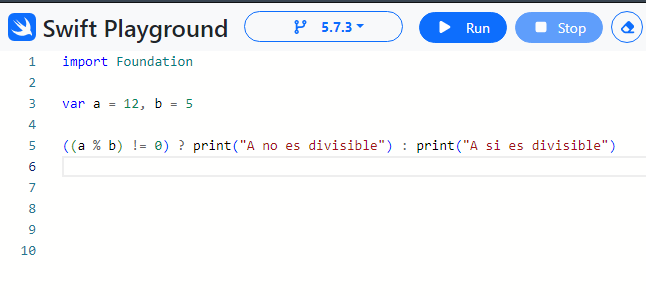 Swift Playground 5.7.3 Run Stop
1 import Foundation
2
3 var a = 12, b = 5
4
5 ((a % b) != 0) ? print("A no es divisible") : print("A si es divisible")
6
7
8
9
10